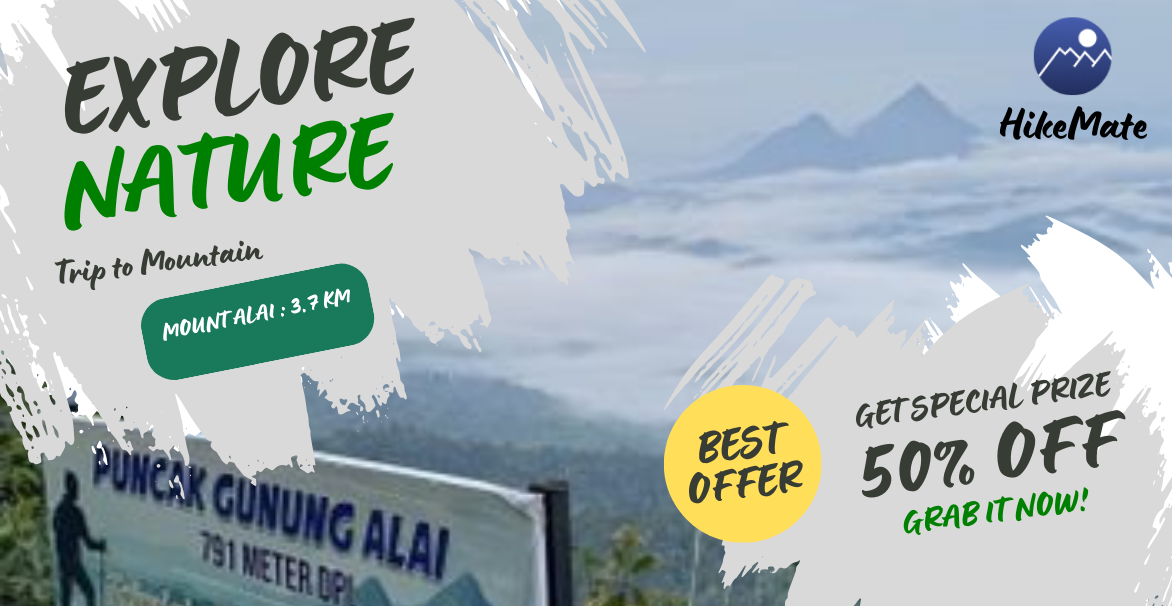 EXPLORE
NATURE
Trip to Mountain
MOUNT ALAI : 3.7 KM
HikeMate
BEST
OFFER
GET SPECIAL PRIZE
50% OFF
GRAB IT NOW!
PUNCAK GUNUNG ALAI
791 METER DPL